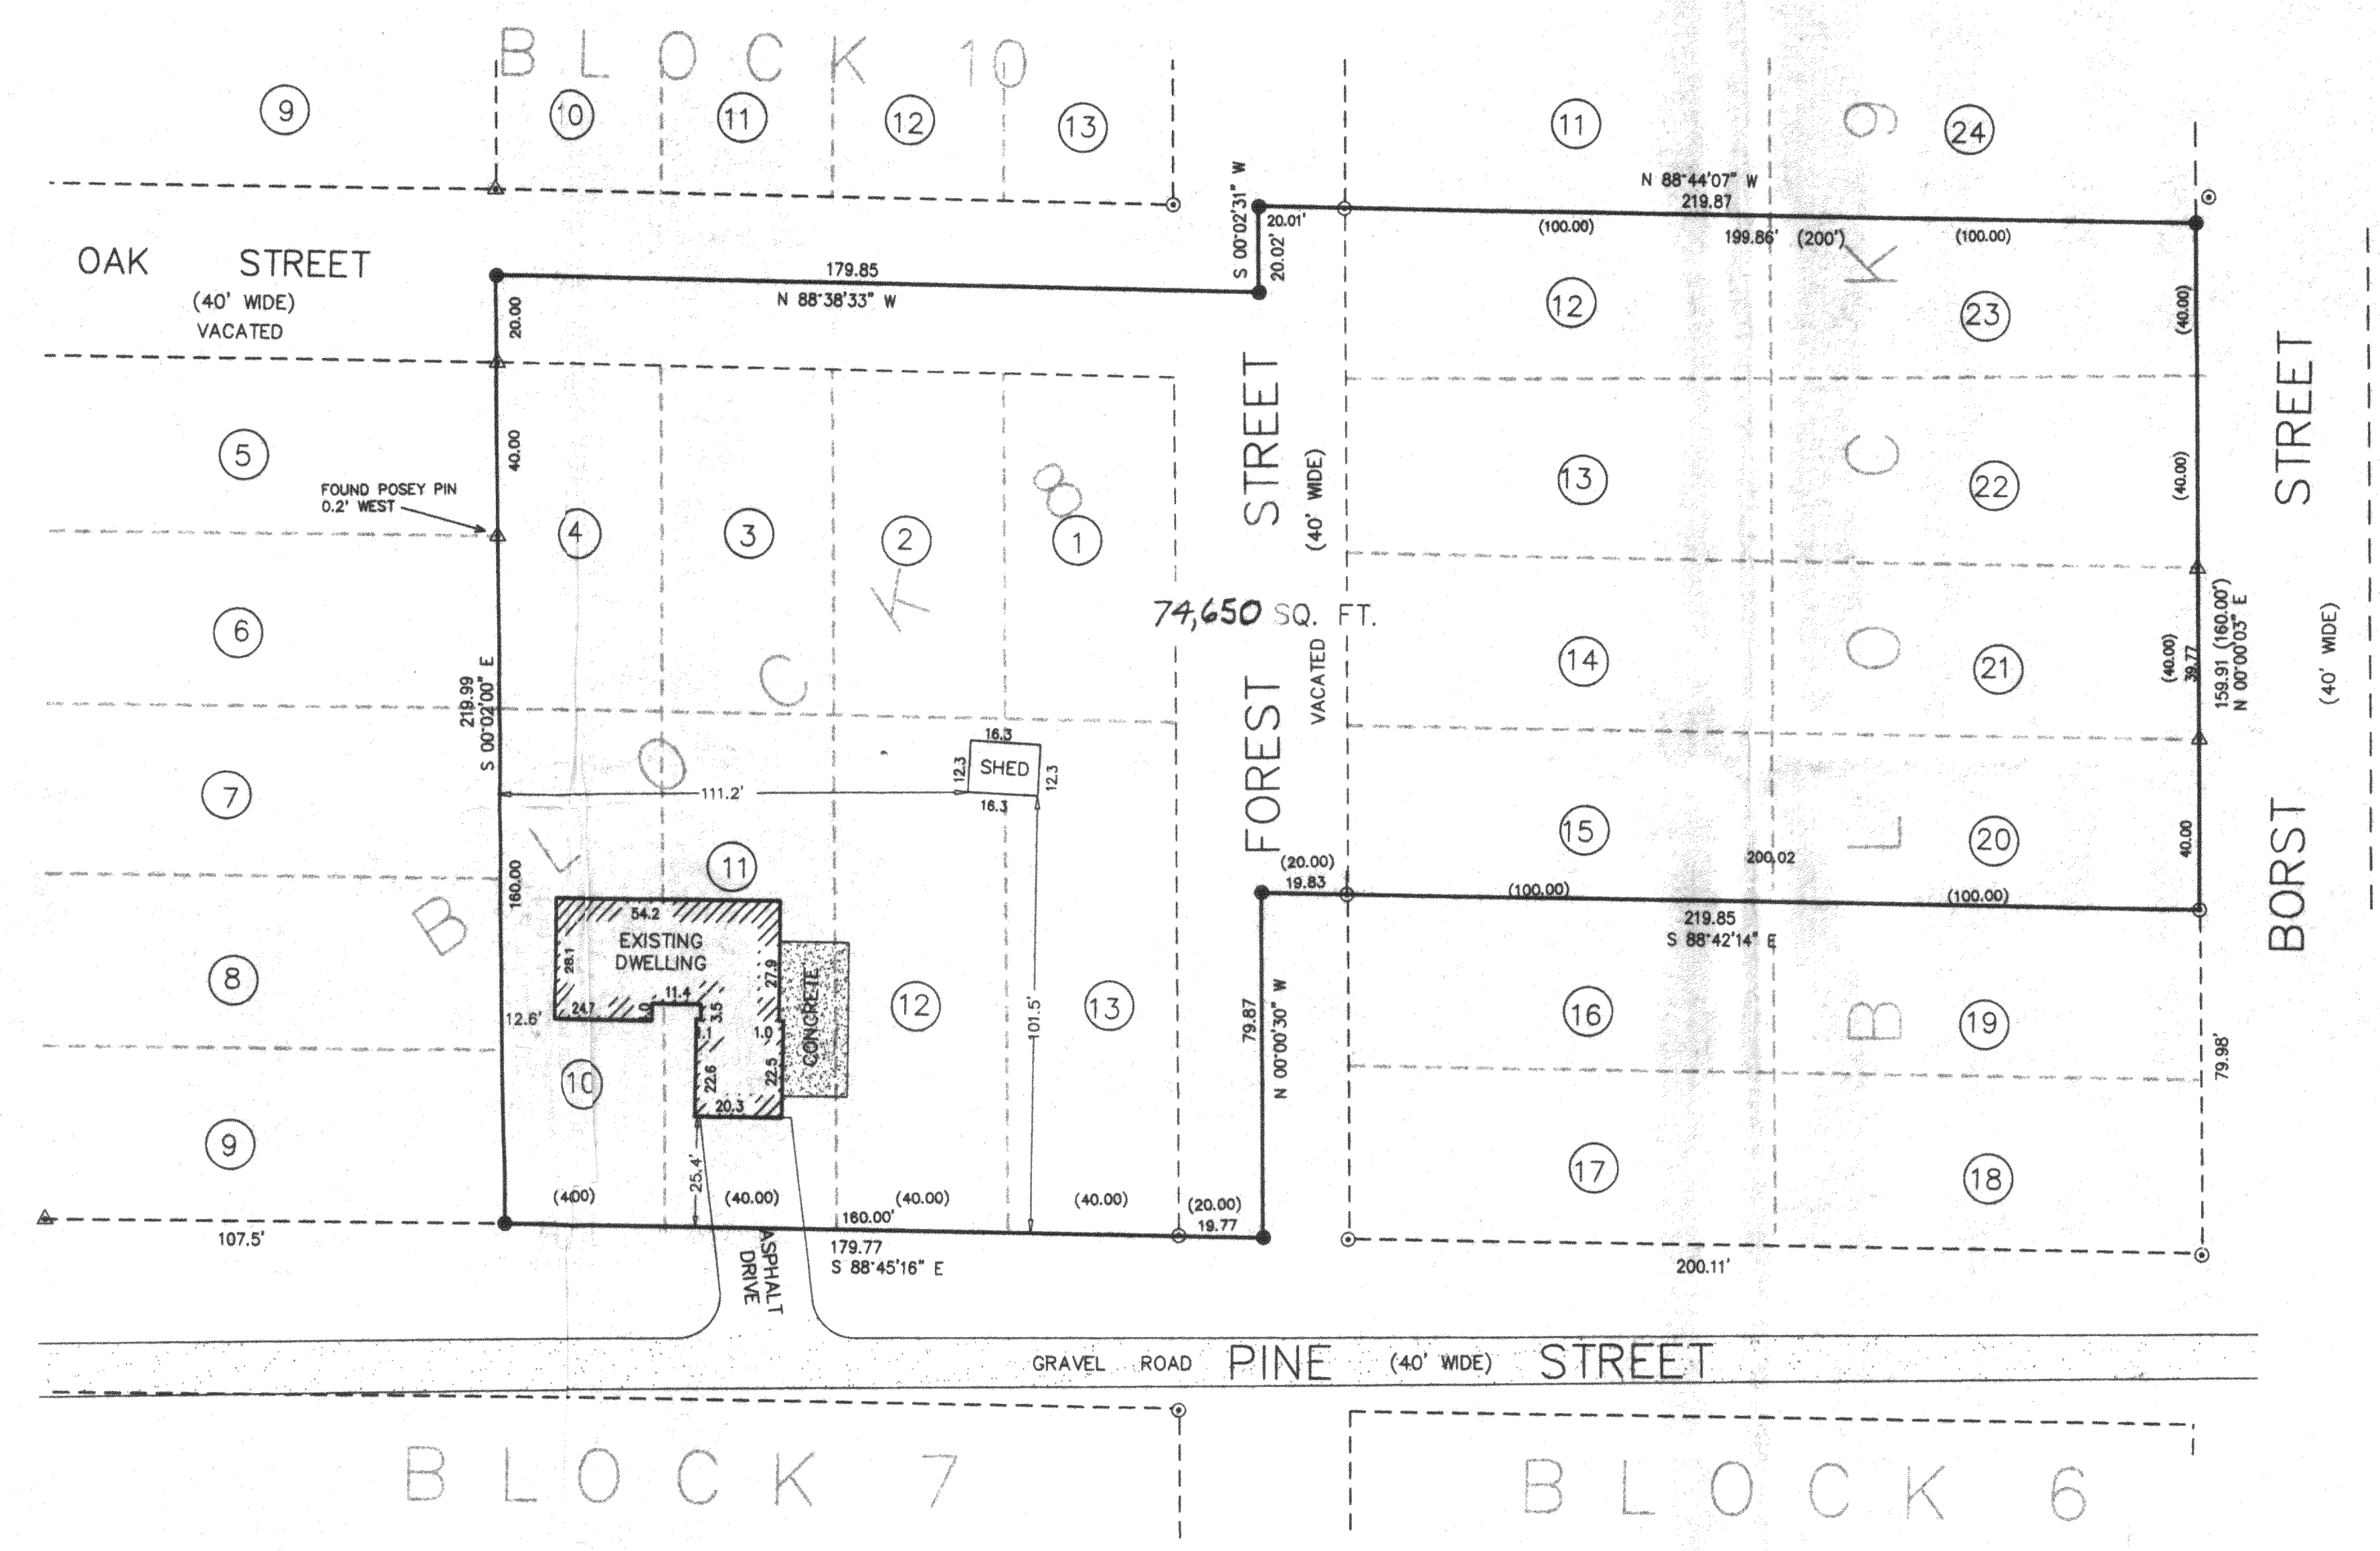 BLOCK 10
9
10
11
12
13
11
9
24
N 88°44'07" W
219.87
S 00°02'31" W
20.01'
20.02'
(100.00)
199.86' (200')
(100.00)
OAK STREET
(40' WIDE)
VACATED
179.85
N 88°38'33" W
20.00
12
23
(40.00)
40.00
5
FOUND POSEY PIN
0.2' WEST
4
3
2
1
BLOCK 8
STREET
(40' WIDE)
13
22
(40.00)
STREET
BLOCK 9
6
74,650 SQ. FT.
VACATED
FOREST
14
21
(40.00)
39.77
159.91 (160.00')
N 00°00'03" E
(40' WIDE)
219.99
S 00°02'00" E
7
16.3
12.3
SHED
12.3
16.3
111.2'
15
20
40.00
BORST
160.00
11
(20.00)
19.83
200.02
(100.00)
(100.00)
219.85
S 88°42'14" E
54.2
EXISTING
DWELLING
28.1
27.9
11.4
24.7
3.5
1.1
1.0
22.6
22.5
20.3
CONCRETE
8
12.6'
12
13
101.5'
79.87
N 00°00'30" W
16
19
79.98'
10
9
17
18
25.4'
(400)
(40.00)
(40.00)
(40.00)
(20.00)
160.00'
19.77
107.5'
179.77
S 88°45'16" E
200.11'
ASPHALT
DRIVE
GRAVEL ROAD PINE (40' WIDE) STREET
BLOCK 7
BLOCK 6